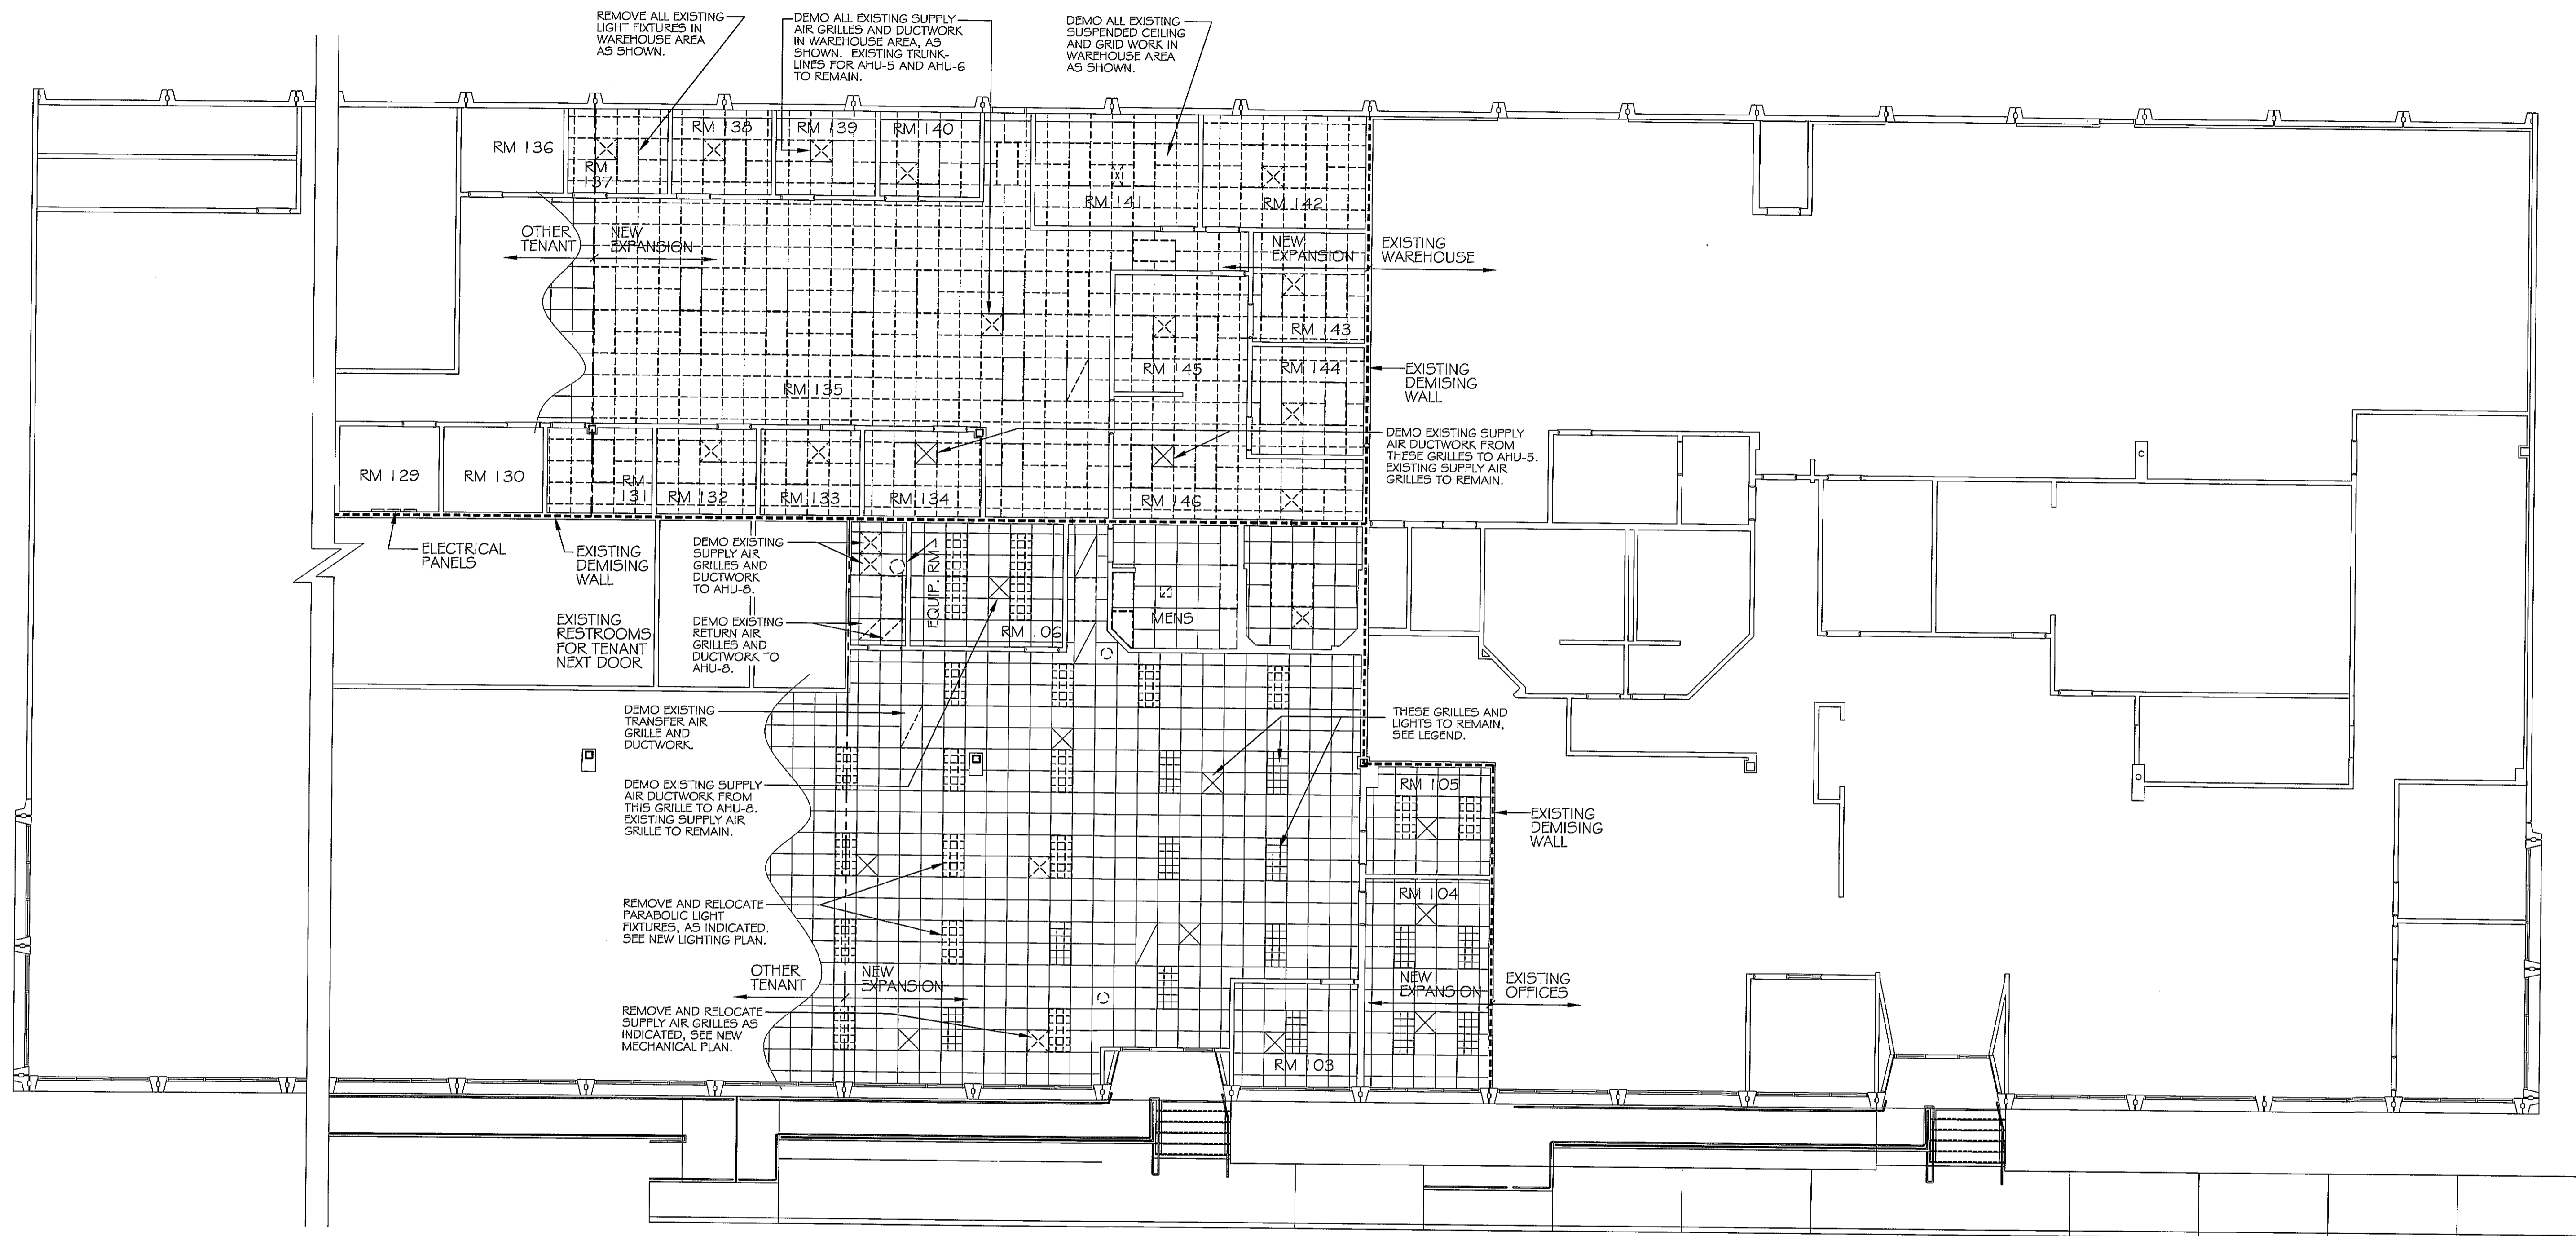 REMOVE ALL EXISTING
LIGHT FIXTURES IN
WAREHOUSE AREA
AS SHOWN.
DEMO ALL EXISTING SUPPLY
AIR GRILLES AND DUCTWORK
IN WAREHOUSE AREA, AS
SHOWN. EXISTING TRUNK-
LINES FOR AHU-5 AND AHU-6
TO REMAIN.
DEMO ALL EXISTING
SUSPENDED CEILING
AND GRID WORK IN
WAREHOUSE AREA
AS SHOWN.
RM 136
RM
137
RM 138
RM 139
RM 140
RM 141
RM 142
OTHER
TENANT
NEW
EXPANSION
NEW
EXPANSION
EXISTING
WAREHOUSE
RM 143
RM 144
RM 145
RM 135
EXISTING
DEMISING
WALL
DEMO EXISTING SUPPLY
AIR DUCTWORK FROM
THESE GRILLES TO AHU-5.
EXISTING SUPPLY AIR
GRILLES TO REMAIN.
RM 129
RM 130
RM
131
RM 132
RM 133
RM 134
RM 146
ELECTRICAL
PANELS
EXISTING
DEMISING
WALL
DEMO EXISTING
SUPPLY AIR
GRILLES AND
DUCTWORK
TO AHU-8.
EQUIP. RM
RM 106
MENS
EXISTING
RESTROOMS
FOR TENANT
NEXT DOOR
DEMO EXISTING
RETURN AIR
GRILLES AND
DUCTWORK TO
AHU-8.
DEMO EXISTING
TRANSFER AIR
GRILLE AND
DUCTWORK.
THESE GRILLES AND
LIGHTS TO REMAIN,
SEE LEGEND.
DEMO EXISTING SUPPLY
AIR DUCTWORK FROM
THIS GRILLE TO AHU-8.
EXISTING SUPPLY AIR
GRILLE TO REMAIN.
RM 105
EXISTING
DEMISING
WALL
RM 104
REMOVE AND RELOCATE
PARABOLIC LIGHT
FIXTURES, AS INDICATED.
SEE NEW LIGHTING PLAN.
OTHER
TENANT
NEW
EXPANSION
NEW
EXPANSION
EXISTING
OFFICES
REMOVE AND RELOCATE
SUPPLY AIR GRILLES AS
INDICATED, SEE NEW
MECHANICAL PLAN.
RM 103